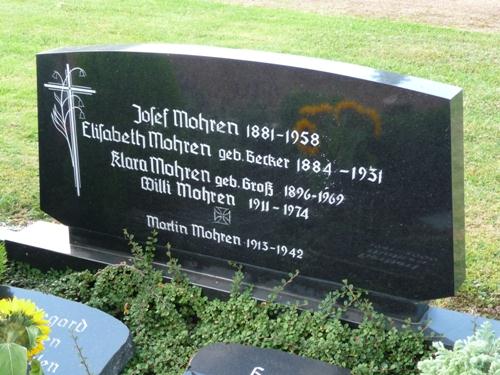 Josef Mohren 1881-1958
Elisabeth Mohren geb. Becker 1884-1931
Klara Mohren geb. Groß 1896-1969
Willi Mohren 1911-1974
Martin Mohren 1913-1942